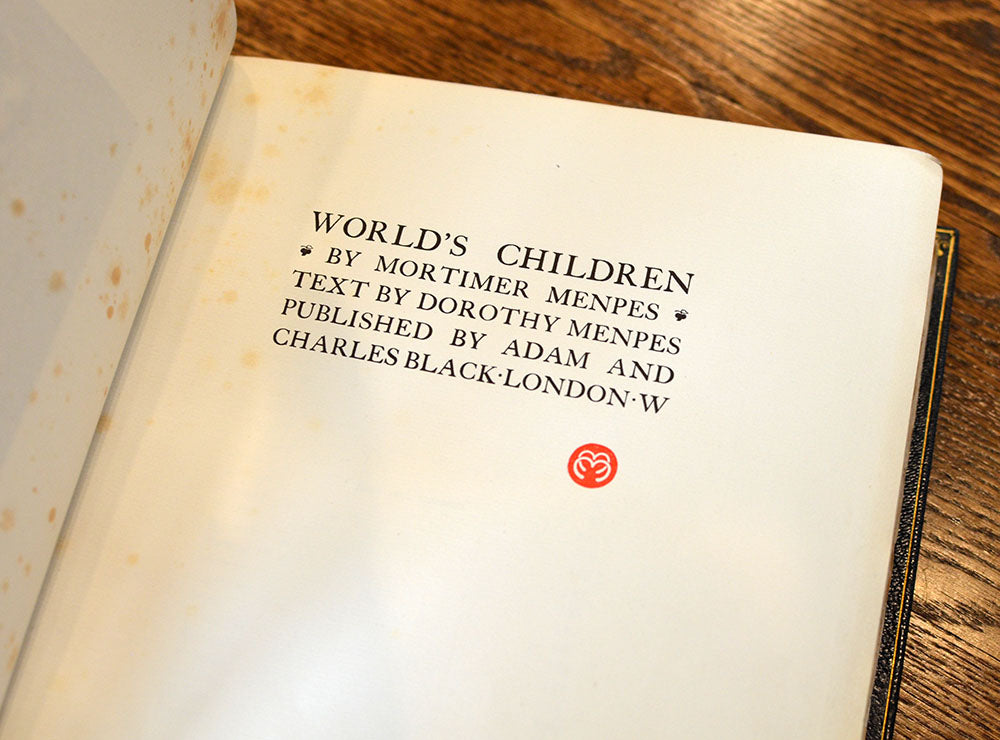 WORLD'S CHILDREN
❦ BY MORTIMER MENPES ❦
TEXT BY DOROTHY MENPES
PUBLISHED BY ADAM AND
CHARLES BLACK·LONDON·W